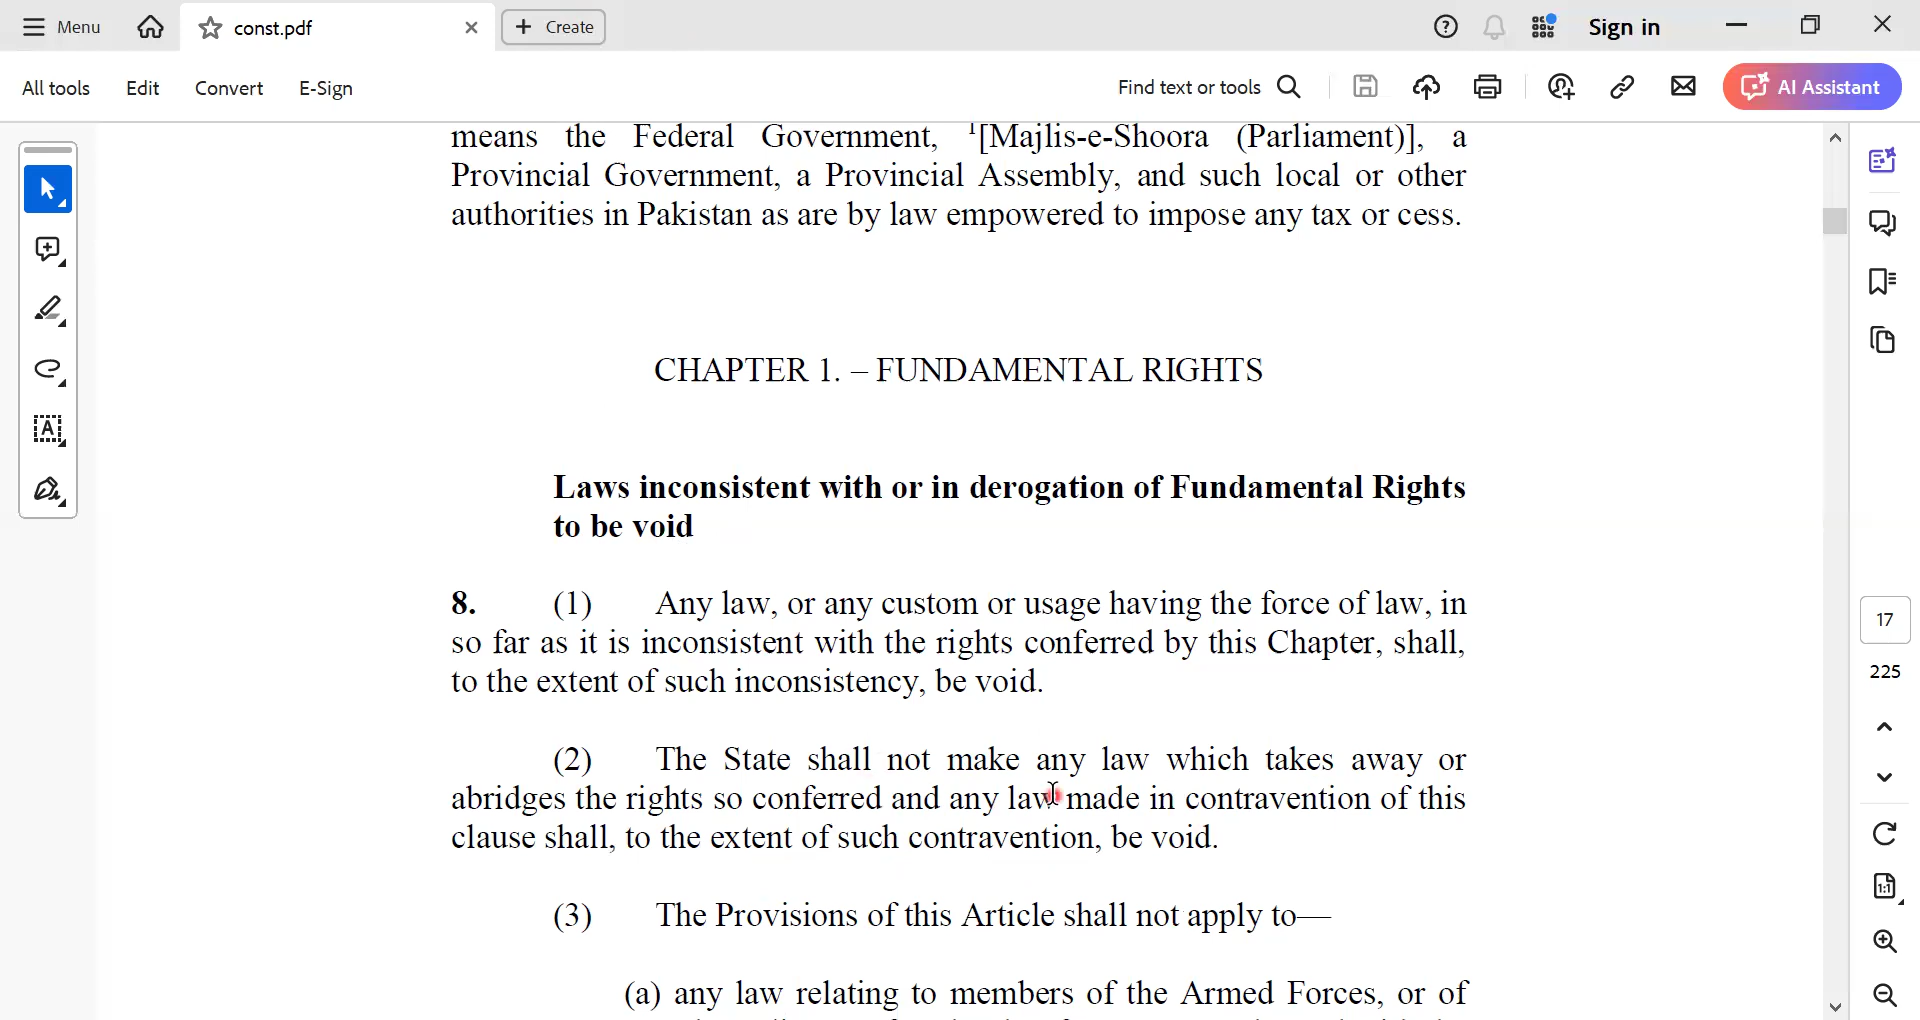 Menu
const.pdf
Create
Sign in
All tools
Edit
Convert
E-Sign
Find text or tools
AI Assistant
means the Federal Government, ¹[Majlis-e-Shoora (Parliament)], a
Provincial Government, a Provincial Assembly, and such local or other
authorities in Pakistan as are by law empowered to impose any tax or cess.
CHAPTER 1. – FUNDAMENTAL RIGHTS
Laws inconsistent with or in derogation of Fundamental Rights
to be void
8. (1) Any law, or any custom or usage having the force of law, in
so far as it is inconsistent with the rights conferred by this Chapter, shall,
to the extent of such inconsistency, be void.
(2) The State shall not make any law which takes away or
abridges the rights so conferred and any law made in contravention of this
clause shall, to the extent of such contravention, be void.
(3) The Provisions of this Article shall not apply to—
(a) any law relating to members of the Armed Forces, or of
17
225